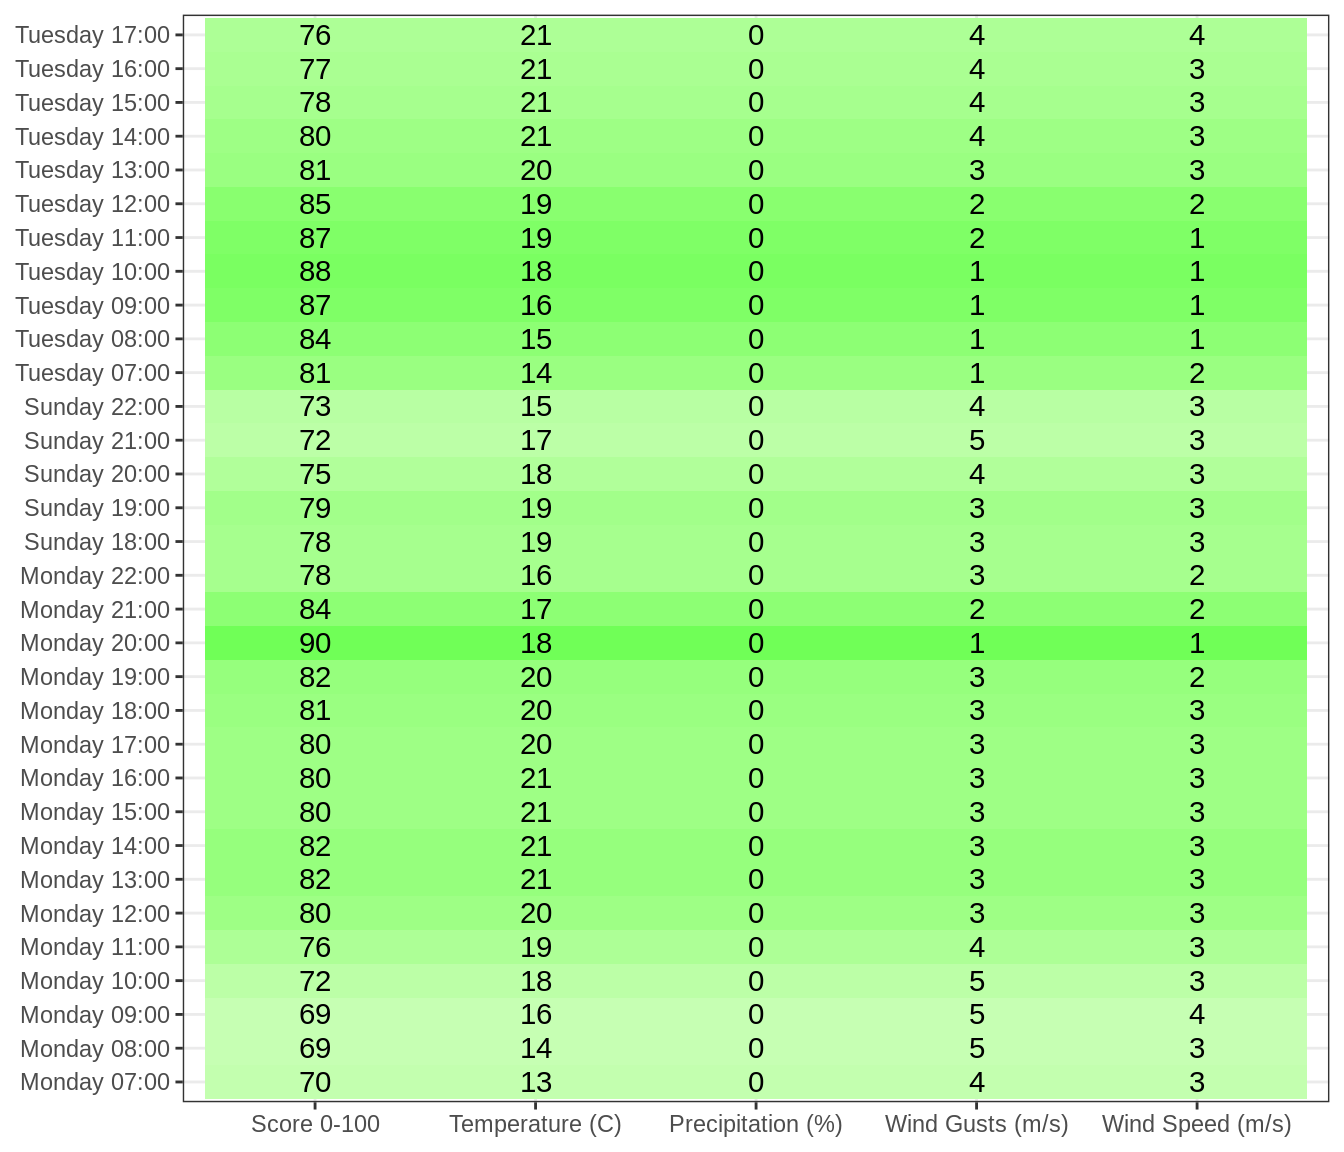 Tuesday 17:00 76 21 0 4 4
Tuesday 16:00 77 21 0 4 3
Tuesday 15:00 78 21 0 4 3
Tuesday 14:00 80 21 0 4 3
Tuesday 13:00 81 20 0 3 3
Tuesday 12:00 85 19 0 2 2
Tuesday 11:00 87 19 0 2 1
Tuesday 10:00 88 18 0 1 1
Tuesday 09:00 87 16 0 1 1
Tuesday 08:00 84 15 0 1 1
Tuesday 07:00 81 14 0 1 2
Sunday 22:00 73 15 0 4 3
Sunday 21:00 72 17 0 5 3
Sunday 20:00 75 18 0 4 3
Sunday 19:00 79 19 0 3 3
Sunday 18:00 78 19 0 3 3
Monday 22:00 78 16 0 3 2
Monday 21:00 84 17 0 2 2
Monday 20:00 90 18 0 1 1
Monday 19:00 82 20 0 3 2
Monday 18:00 81 20 0 3 3
Monday 17:00 80 20 0 3 3
Monday 16:00 80 21 0 3 3
Monday 15:00 80 21 0 3 3
Monday 14:00 82 21 0 3 3
Monday 13:00 82 21 0 3 3
Monday 12:00 80 20 0 3 3
Monday 11:00 76 19 0 4 3
Monday 10:00 72 18 0 5 3
Monday 09:00 69 16 0 5 4
Monday 08:00 69 14 0 5 3
Monday 07:00 70 13 0 4 3
Score 0-100 Temperature (C) Precipitation (%) Wind Gusts (m/s) Wind Speed (m/s)